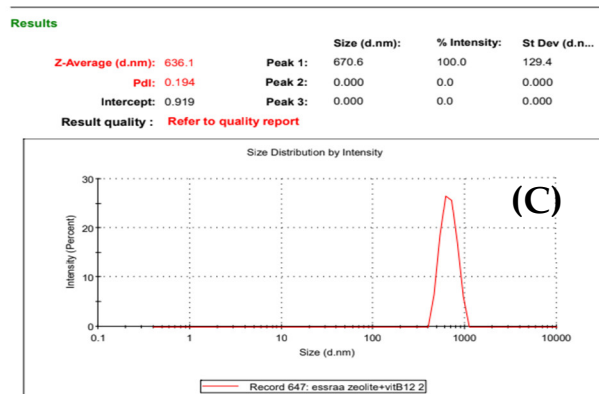 Results
Size (d.nm): % Intensity: St Dev (d.n...
Z-Average (d.nm): 636.1 Peak 1: 670.6 100.0 129.4
PdI: 0.194 Peak 2: 0.000 0.0 0.000
Intercept: 0.919 Peak 3: 0.000 0.0 0.000
Result quality : Refer to quality report
Size Distribution by Intensity
(C)
Intensity (Percent)
30
20
10
0
0.1 1 10 100 1000 10000
Size (d.nm)
Record 647: essraa zeolite+vitB12 2